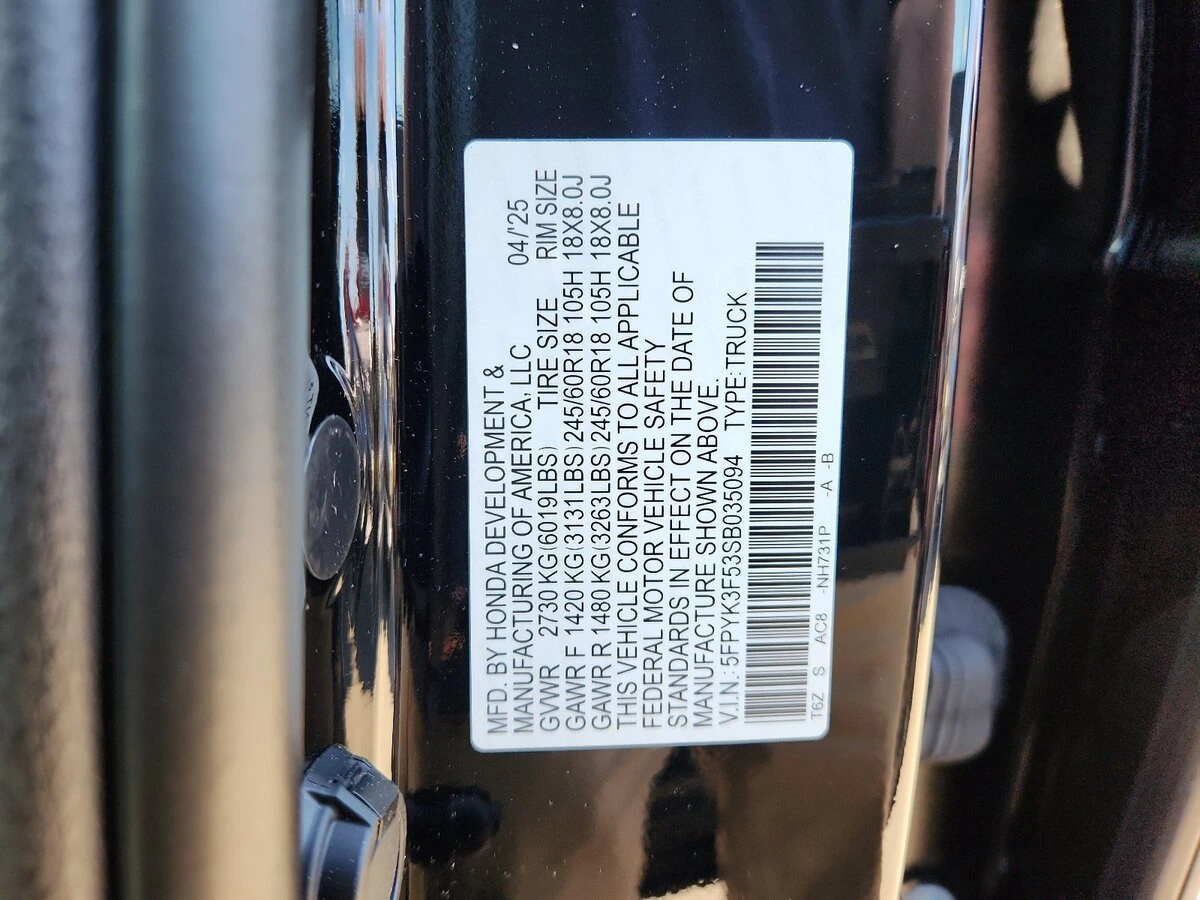 MFD. BY HONDA DEVELOPMENT &
MANUFACTURING OF AMERICA, LLC 04/'25
GVWR 2730 KG(6019LBS) TIRE SIZE RIM SIZE
GAWR F 1420 KG(3131LBS) 245/60R18 105H 18X8.0J
GAWR R 1480 KG(3263LBS) 245/60R18 105H 18X8.0J
THIS VEHICLE CONFORMS TO ALL APPLICABLE
FEDERAL MOTOR VEHICLE SAFETY
STANDARDS IN EFFECT ON THE DATE OF
MANUFACTURE SHOWN ABOVE.
V.I.N.: 5FPYK3F53SB035094 TYPE: TRUCK
T6Z S AC8 -NH731P -A -B